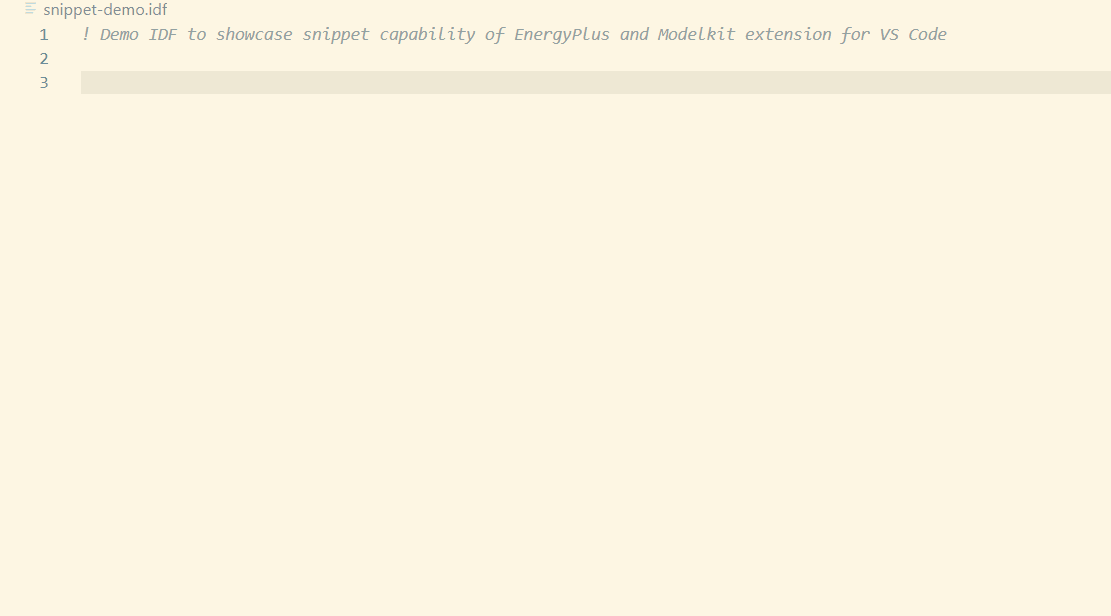 snippet-demo.idf
1 ! Demo IDF to showcase snippet capability of EnergyPlus and Modelkit extension for VS Code
2
3